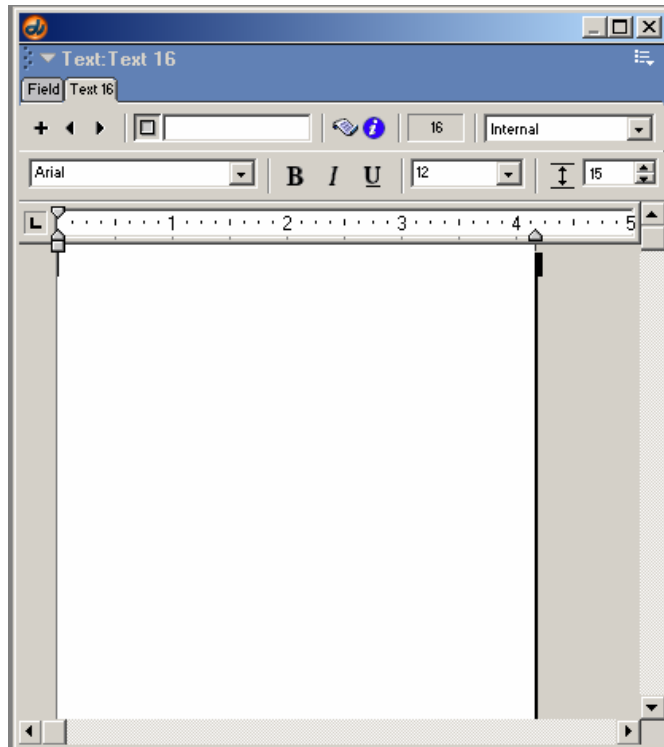 Text:Text 16
Field Text 16
16 Internal
Arial B I U 12 15
L 1 2 3 4 5